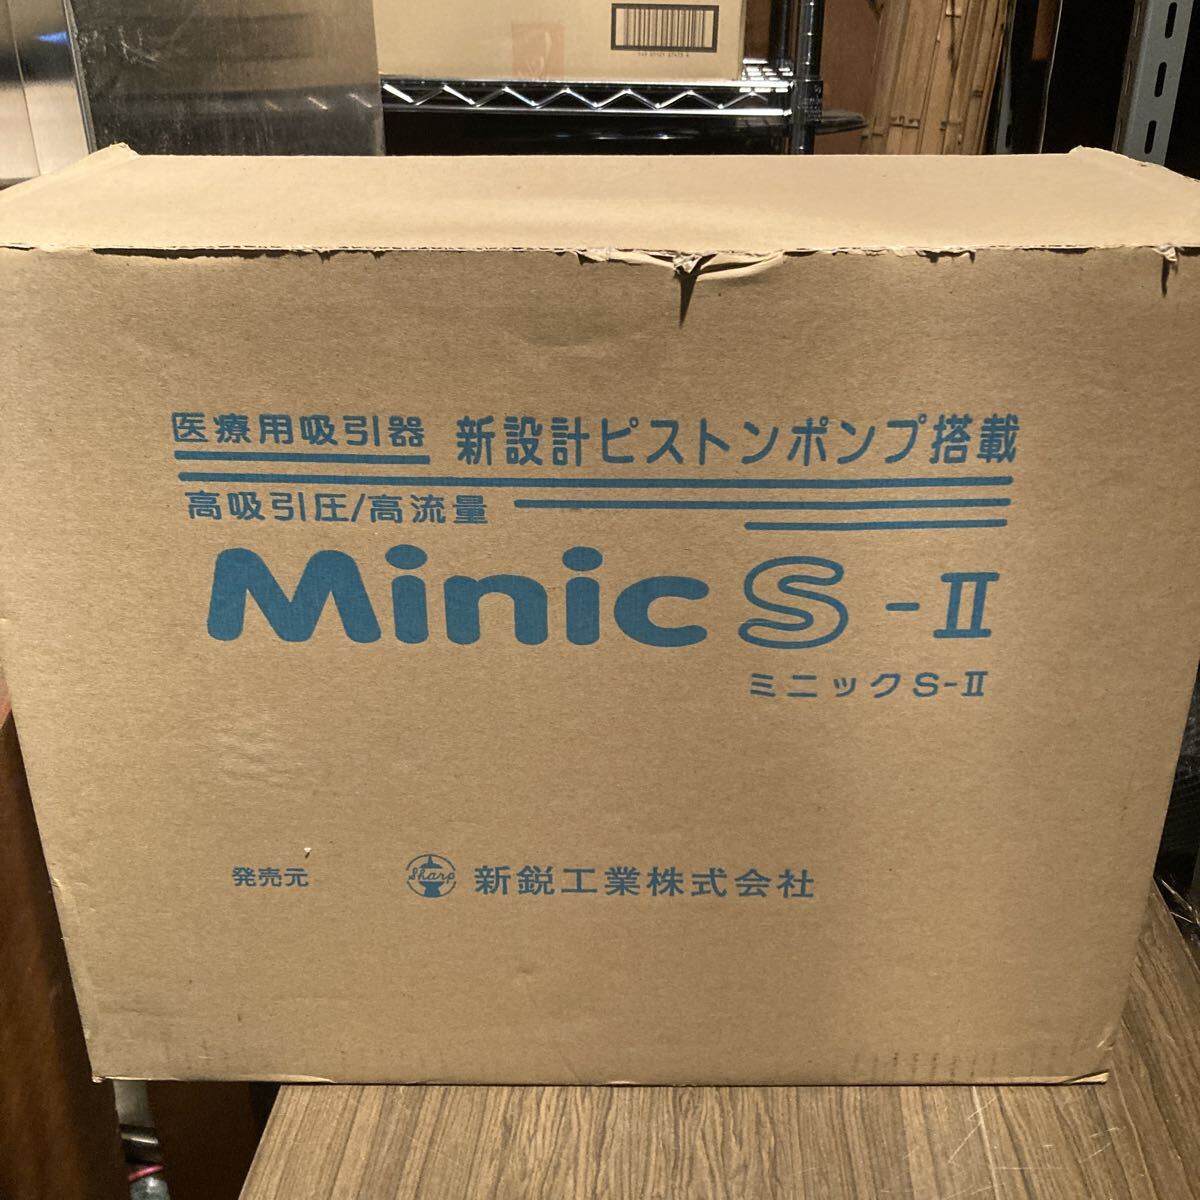 医療用吸引器 新設計ピストンポンプ搭載
高吸引圧/高流量
Minic S-II
ミニックS-II
発売元 Sharp 新鋭工業株式会社